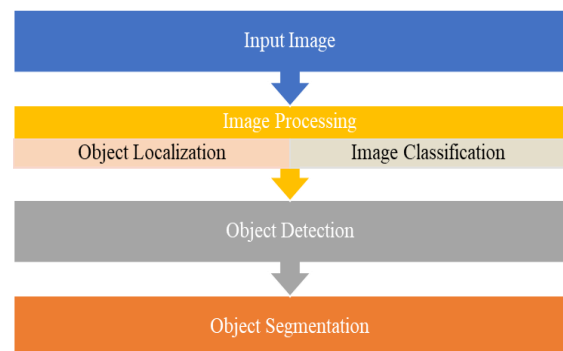 Input Image
Image Processing
Object Localization
Image Classification
Object Detection
Object Segmentation